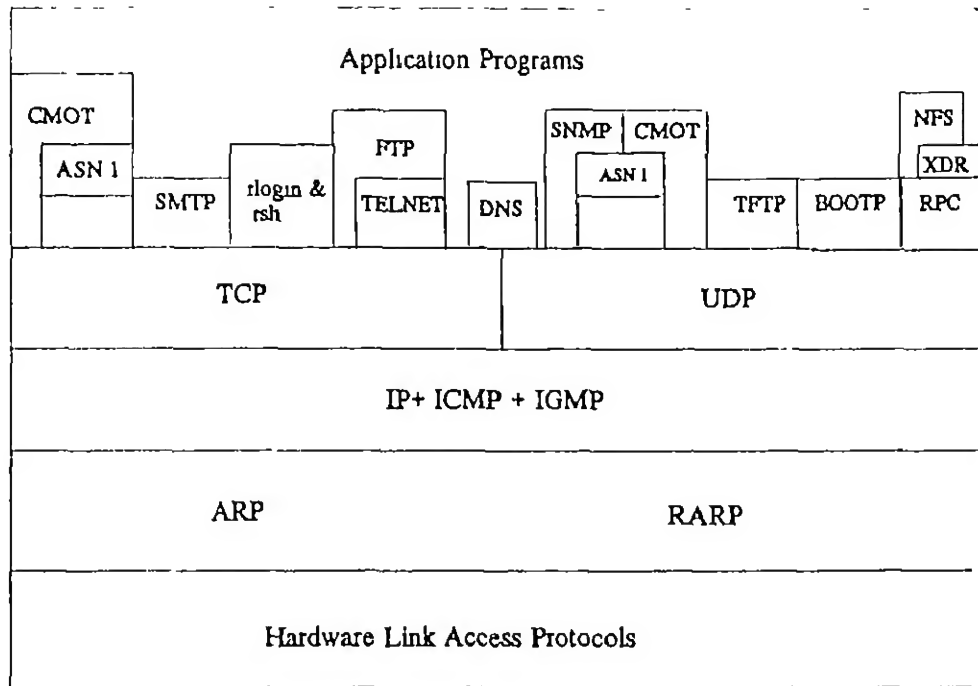 Application Programs
CMOT
SNMP CMOT
NFS
FTP
ASN 1
rlogin &
rsh
ASN 1
XDR
SMTP
TELNET
DNS
TFTP
BOOTP
RPC
TCP
UDP
IP+ ICMP + IGMP
ARP
RARP
Hardware Link Access Protocols